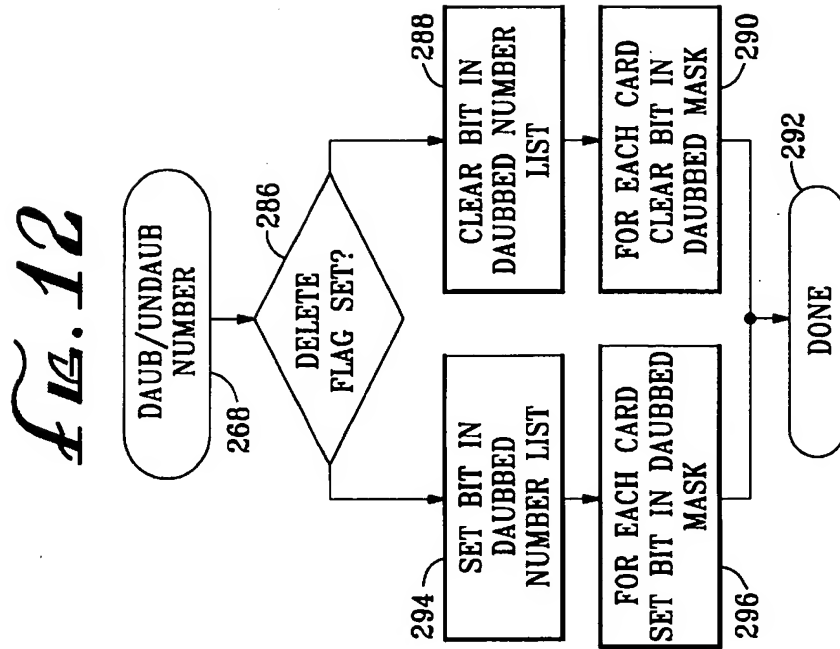 FIG. 12
DAUB/UNDAUB
NUMBER
268
DELETE
FLAG SET?
286
SET BIT IN
DAUBBED
NUMBER LIST
294
CLEAR BIT IN
DAUBBED NUMBER
LIST
288
FOR EACH CARD
SET BIT IN DAUBBED
MASK
296
FOR EACH CARD
CLEAR BIT IN
DAUBBED MASK
290
DONE
292